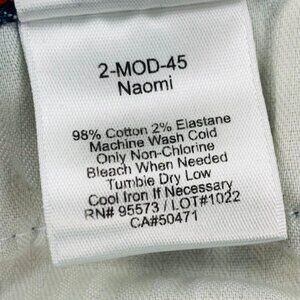 2-MOD-45
Naomi
98% Cotton 2% Elastane
Machine Wash Cold
Only Non-Chlorine
Bleach When Needed
Tumble Dry Low
Cool Iron If Necessary
RN# 95573 / LOT#1022
CA#50471